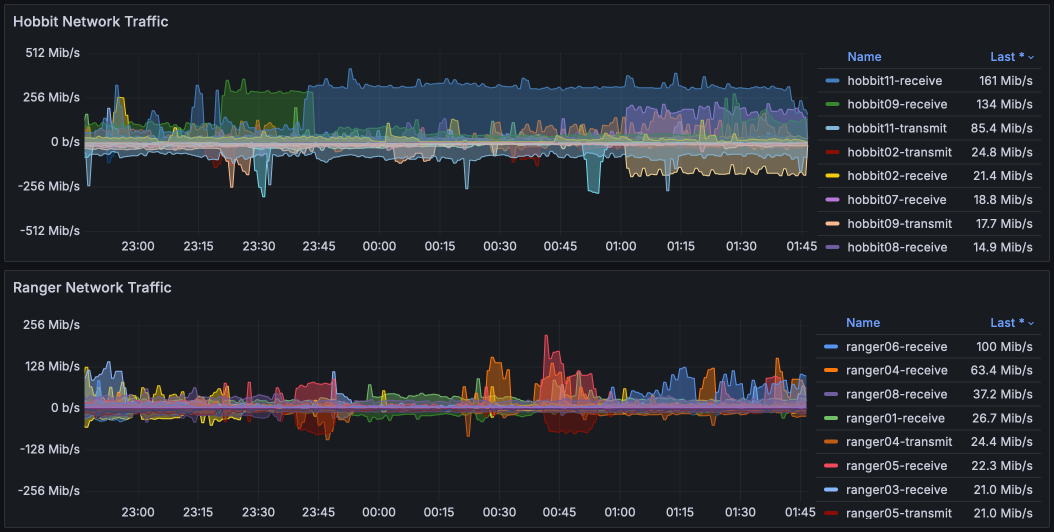 Hobbit Network Traffic
512 Mib/s
256 Mib/s
0 b/s
-256 Mib/s
-512 Mib/s
23:00 23:15 23:30 23:45 00:00 00:15 00:30 00:45 01:00 01:15 01:30 01:45
Name Last *
hobbit11-receive 161 Mib/s
hobbit09-receive 134 Mib/s
hobbit11-transmit 85.4 Mib/s
hobbit02-transmit 24.8 Mib/s
hobbit02-receive 21.4 Mib/s
hobbit07-receive 18.8 Mib/s
hobbit09-transmit 17.7 Mib/s
hobbit08-receive 14.9 Mib/s
Ranger Network Traffic
256 Mib/s
128 Mib/s
0 b/s
-128 Mib/s
-256 Mib/s
23:00 23:15 23:30 23:45 00:00 00:15 00:30 00:45 01:00 01:15 01:30 01:45
Name Last *
ranger06-receive 100 Mib/s
ranger04-receive 63.4 Mib/s
ranger08-receive 37.2 Mib/s
ranger01-receive 26.7 Mib/s
ranger04-transmit 24.4 Mib/s
ranger05-receive 22.3 Mib/s
ranger03-receive 21.0 Mib/s
ranger05-transmit 21.0 Mib/s